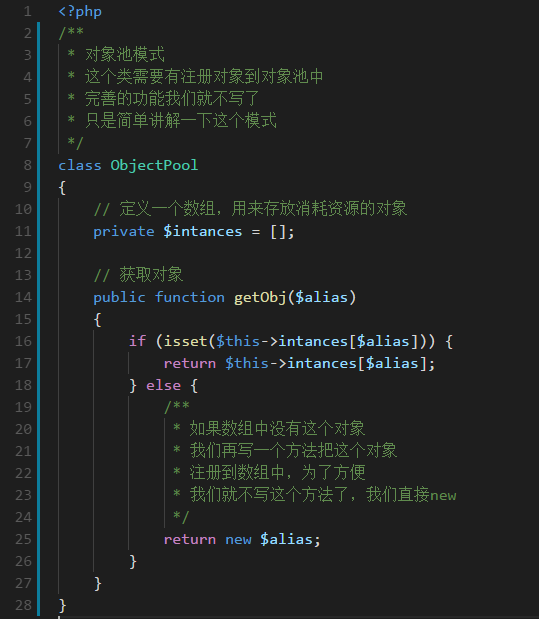 1 <?php
2 /**
3  * 对象池模式
4  * 这个类需要有注册对象到对象池中
5  * 完善的功能我们就不写了
6  * 只是简单讲解一下这个模式
7  */
8 class ObjectPool
9 {
10     // 定义一个数组，用来存放消耗资源的对象
11     private $intances = [];
12
13     // 获取对象
14     public function getObj($alias)
15     {
16         if (isset($this->intances[$alias])) {
17             return $this->intances[$alias];
18         } else {
19             /**
20              * 如果数组中没有这个对象
21              * 我们再写一个方法把这个对象
22              * 注册到数组中，为了方便
23              * 我们就不写这个方法了，我们直接new
24              */
25             return new $alias;
26         }
27     }
28 }